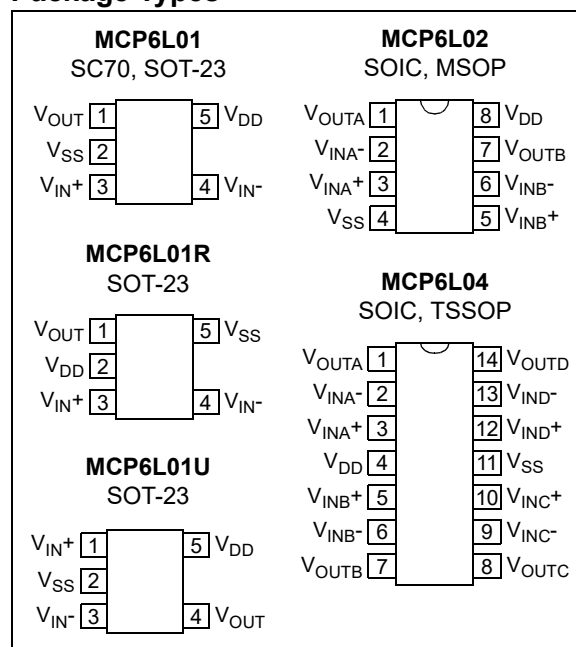 MCP6L01
SC70, SOT-23
VOUT 1 5 VDD
VSS 2
VIN+ 3 4 VIN-
MCP6L01R
SOT-23
VOUT 1 5 VSS
VDD 2
VIN+ 3 4 VIN-
MCP6L01U
SOT-23
VIN+ 1 5 VDD
VSS 2
VIN- 3 4 VOUT
MCP6L02
SOIC, MSOP
VOUTA 1 8 VDD
VINA- 2 7 VOUTB
VINA+ 3 6 VINB-
VSS 4 5 VINB+
MCP6L04
SOIC, TSSOP
VOUTA 1 14 VOUTD
VINA- 2 13 VIND-
VINA+ 3 12 VIND+
VDD 4 11 VSS
VINB+ 5 10 VINC+
VINB- 6 9 VINC-
VOUTB 7 8 VOUTC